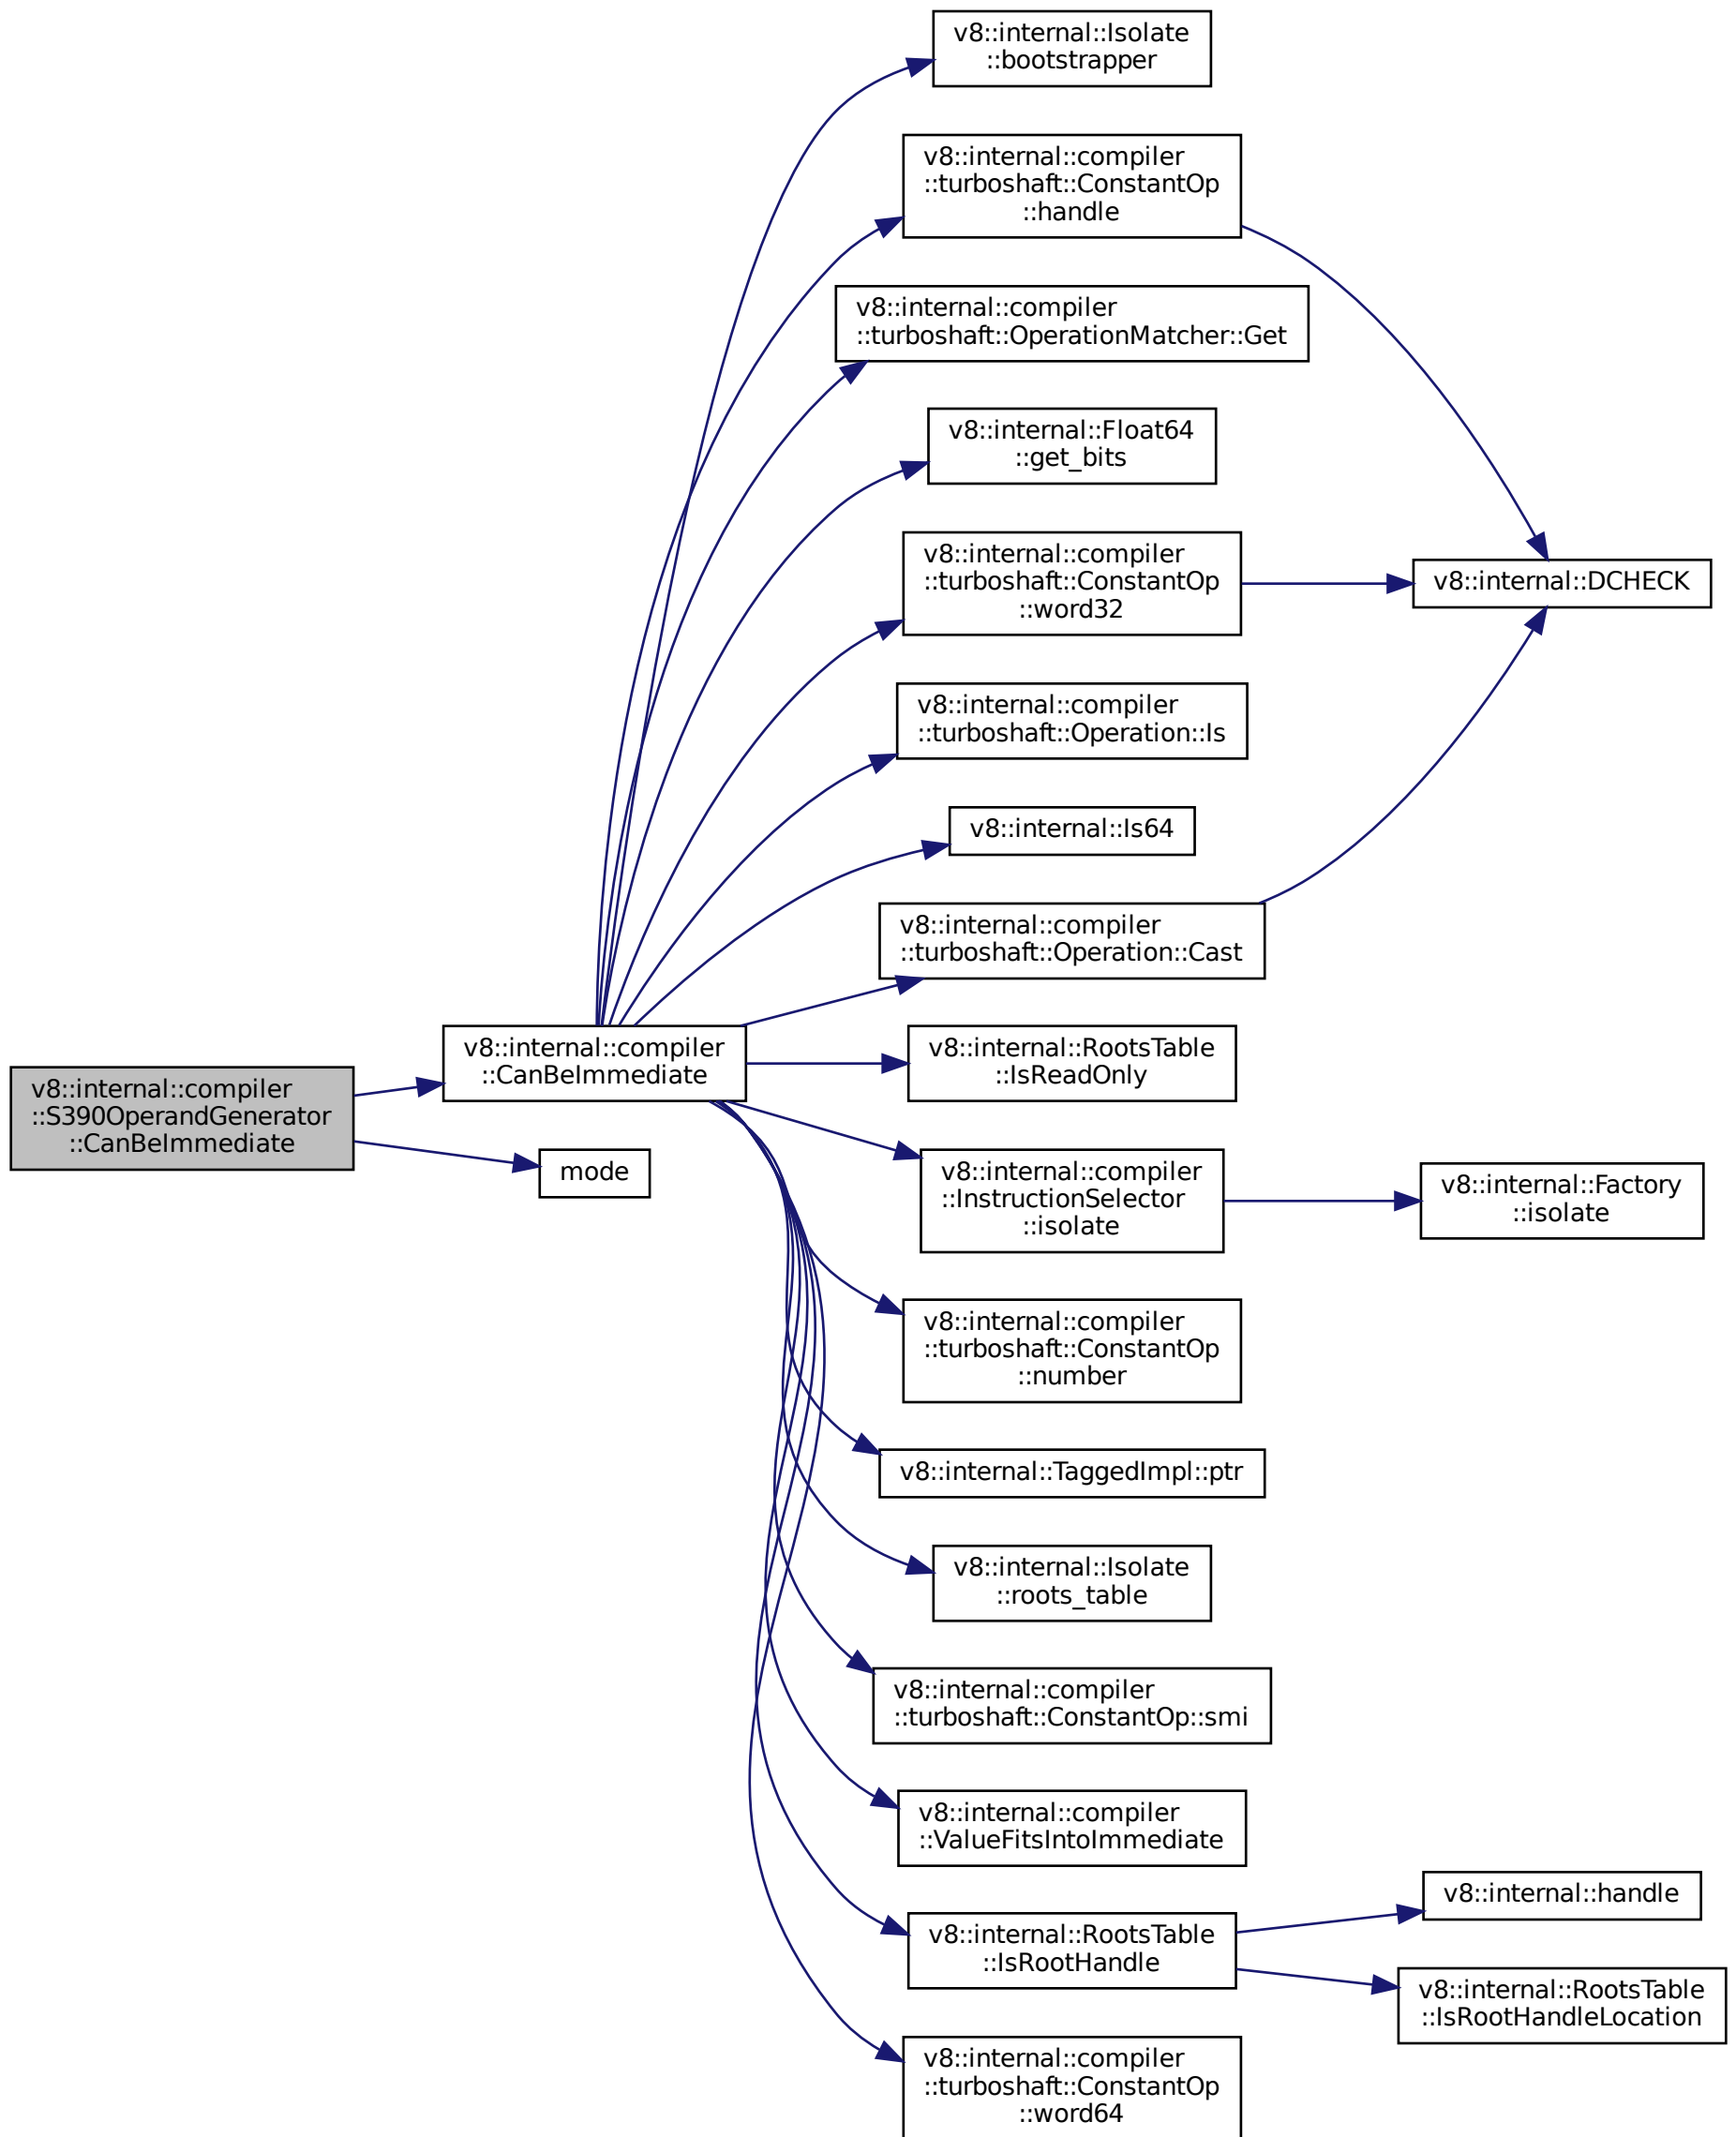 v8::internal::Isolate
::bootstrapper
v8::internal::compiler
::turboshaft::ConstantOp
::handle
v8::internal::compiler
::turboshaft::OperationMatcher::Get
v8::internal::Float64
::get_bits
v8::internal::compiler
::turboshaft::ConstantOp
::word32
v8::internal::DCHECK
v8::internal::compiler
::turboshaft::Operation::Is
v8::internal::Is64
v8::internal::compiler
::turboshaft::Operation::Cast
v8::internal::compiler
::S390OperandGenerator
::CanBeImmediate
v8::internal::compiler
::CanBeImmediate
v8::internal::RootsTable
::IsReadOnly
mode
v8::internal::compiler
::InstructionSelector
::isolate
v8::internal::Factory
::isolate
v8::internal::compiler
::turboshaft::ConstantOp
::number
v8::internal::TaggedImpl::ptr
v8::internal::Isolate
::roots_table
v8::internal::compiler
::turboshaft::ConstantOp::smi
v8::internal::compiler
::ValueFitsIntoImmediate
v8::internal::RootsTable
::IsRootHandle
v8::internal::handle
v8::internal::RootsTable
::IsRootHandleLocation
v8::internal::compiler
::turboshaft::ConstantOp
::word64